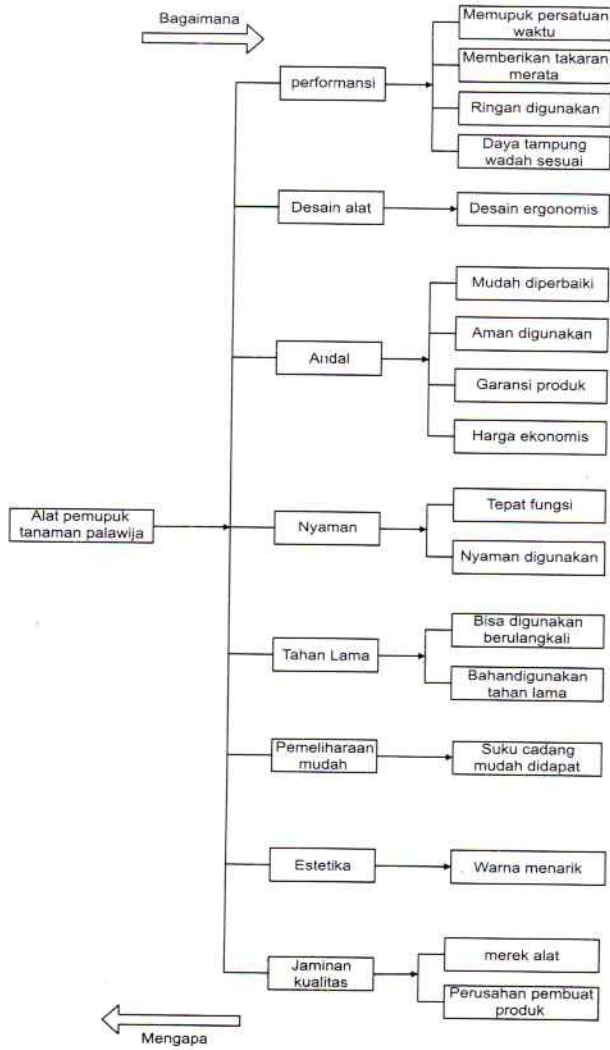 Bagaimana
Memupuk persatuan
waktu
Memberikan takaran
merata
performansi
Ringan digunakan
Daya tampung
wadah sesuai
Desain alat
Desain ergonomis
Mudah diperbaiki
Aman digunakan
Andal
Garansi produk
Harga ekonomis
Alat pemupuk
tanaman palawija
Nyaman
Tepat fungsi
Nyaman digunakan
Tahan Lama
Bisa digunakan
berulangkali
Bahandigunakan
tahan lama
Pemeliharaan
mudah
Suku cadang
mudah didapat
Estetika
Warna menarik
Jaminan
kualitas
merek alat
Perusahan pembuat
produk
Mengapa